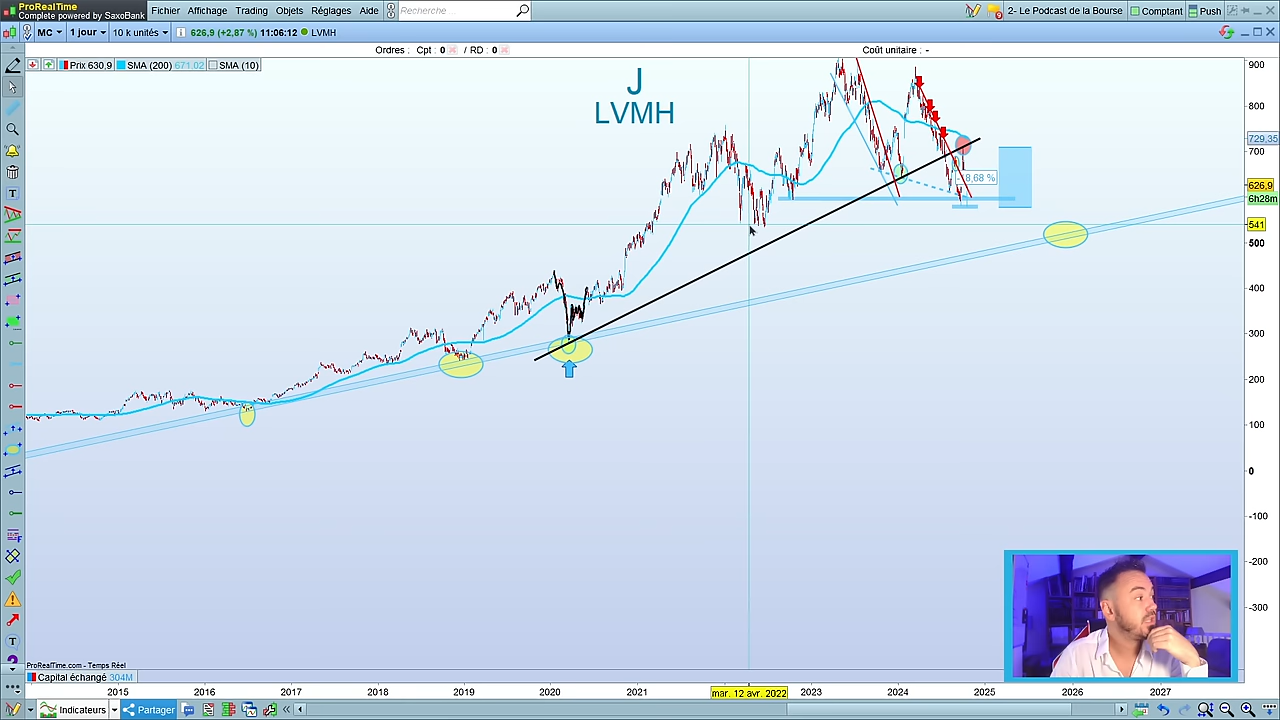 ProRealTime
Complete powered by SaxoBank
Fichier Affichage Trading Objets Réglages Aide Recherche 2- Le Podcast de la Bourse Comptant Push
MC 1 jour 10 k unités 626,9 (+2,87 %) 11:06:12 LVMH
Ordres : Cpt : 0 / RD : 0 Coût unitaire : -
Prix 630,9 SMA (200) 671.02 SMA (10)
J
LVMH
900
800
729,35
700
8,68 %
626,9
6h28m
541
500
400
300
200
100
0
-100
-200
-300
ProRealTime.com - Temps Réel
Capital échangé 304M
2015 2016 2017 2018 2019 2020 2021 mar. 12 avr. 2022 2023 2024 2025 2026 2027
Indicateurs Partager